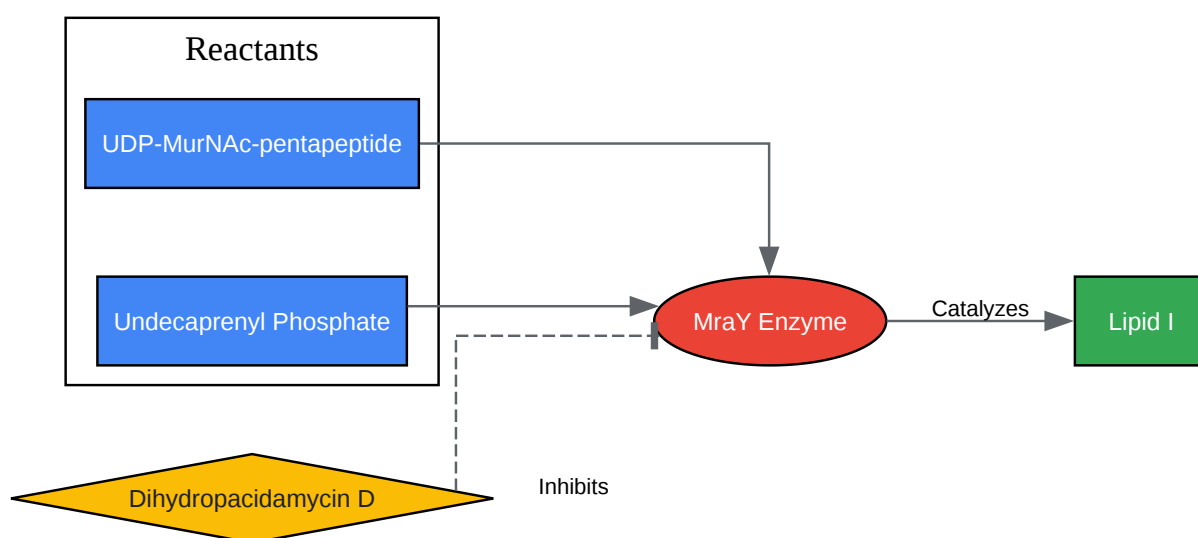 Reactants
UDP-MurNAc-pentapeptide
Undecaprenyl Phosphate
MraY Enzyme
Catalyzes
Lipid I
Dihydropacidamycin D
Inhibits